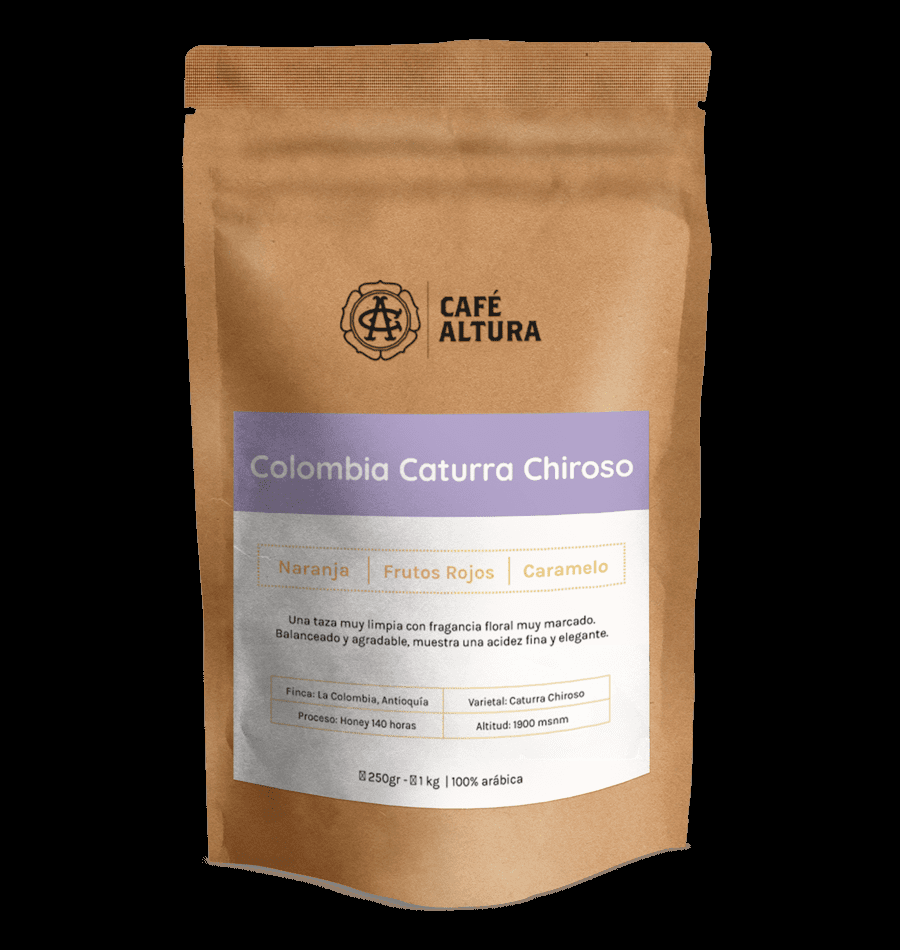 CAFÉ
ALTURA
Colombia Caturra Chiroso
Naranja | Frutos Rojos | Caramelo
Una taza muy limpia con fragancia floral muy marcado.
Balanceado y agradable, muestra una acidez fina y elegante.
Finca: La Colombia, Antioquía
Varietal: Caturra Chiroso
Proceso: Honey 140 horas
Altitud: 1900 msnm
250gr - 1 kg | 100% arábica